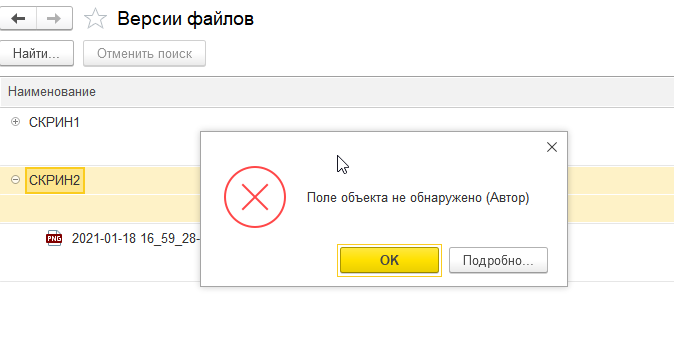 Версии файлов
Найти...
Отменить поиск
Наименование
СКРИН1
СКРИН2
PNG
2021-01-18 16_59_28-
Поле объекта не обнаружено (Автор)
ОК
Подробно...